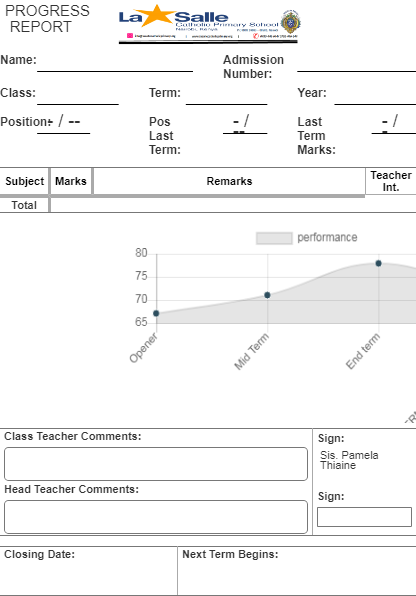 PROGRESS
REPORT
La Salle
Catholic Primary School
Nairobi, Kenya
Name:
Admission
Number:
Class:
Term:
Year:
Position:
- / --
Pos
Last
Term:
- /
--
Last
Term
Marks:
- /
Subject Marks Remarks Teacher
Int.
Total
performance
80
75
70
65
Opener
Mid Term
End term
Class Teacher Comments:
Sign:
Sis. Pamela
Thiaine
Head Teacher Comments:
Sign:
Closing Date:
Next Term Begins: